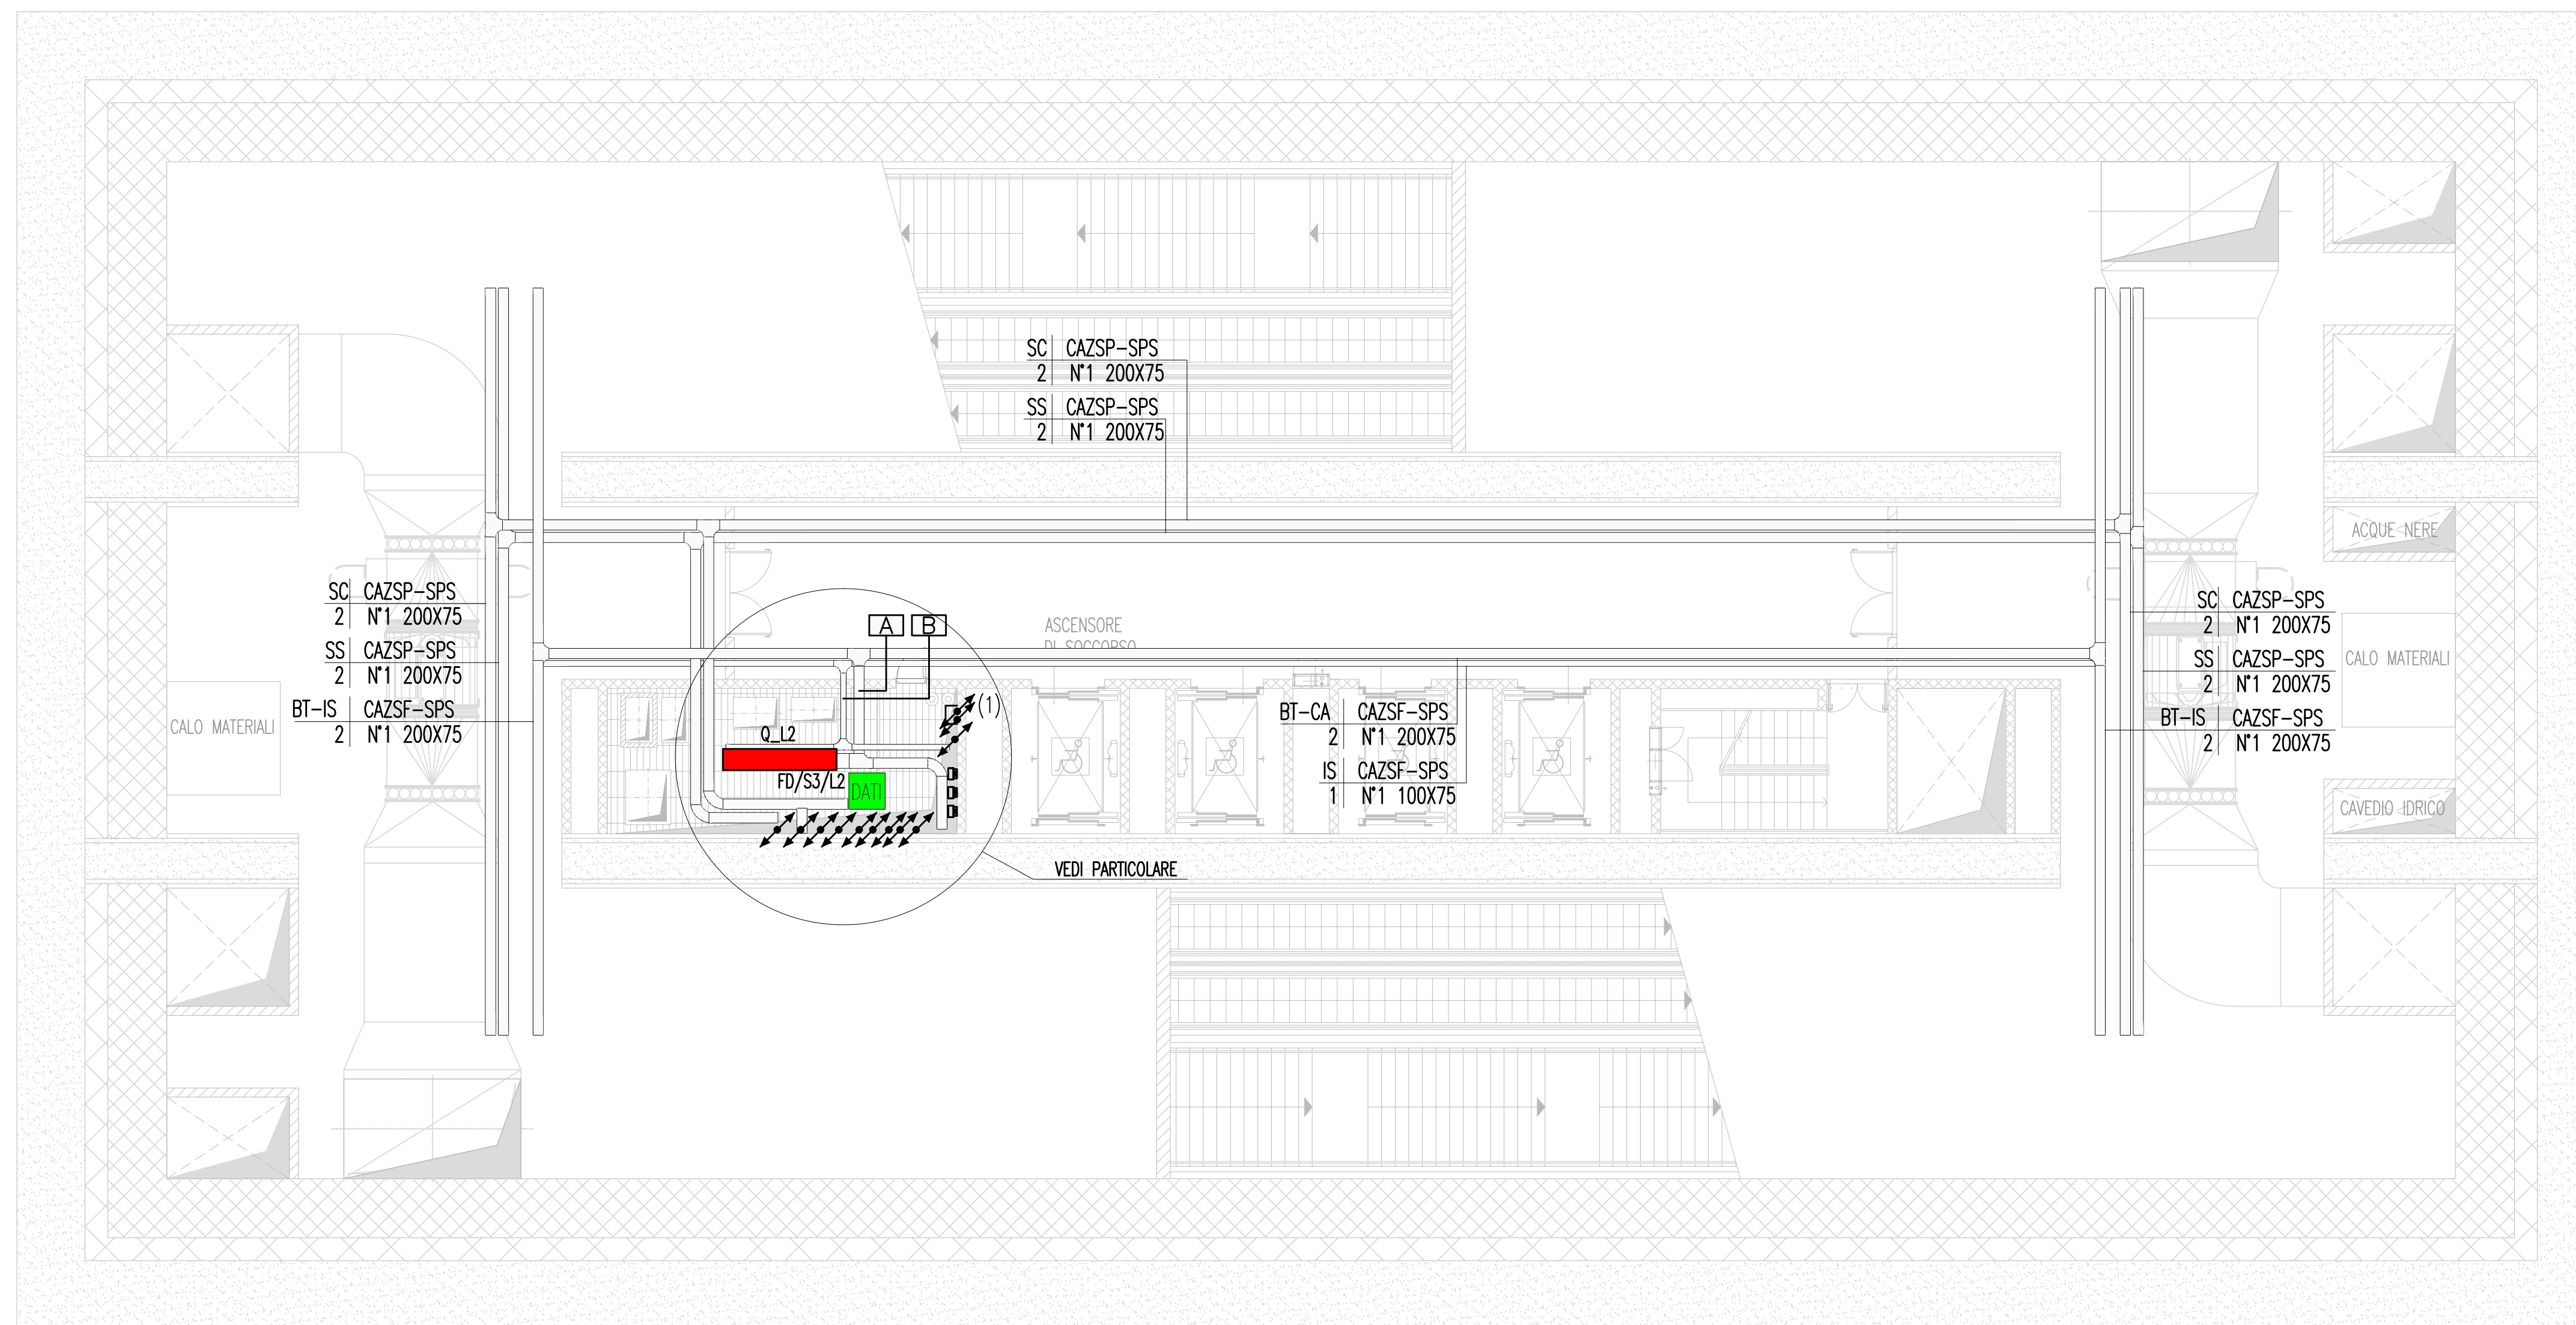 SC CAZSP-SPS
2 N°1 200X75
SS CAZSP-SPS
2 N°1 200X75
ACQUE NERE
SC CAZSP-SPS
2 N°1 200X75
SS CAZSP-SPS
2 N°1 200X75
BT-IS CAZSF-SPS
2 N°1 200X75
CALO MATERIALI
A B
ASCENSORE
DI SOCCORSO
(1)
Q_L2
FD/S3/L2
DATI
BT-CA CAZSF-SPS
2 N°1 200X75
IS CAZSF-SPS
1 N°1 100X75
SC CAZSP-SPS
2 N°1 200X75
SS CAZSP-SPS
2 N°1 200X75
BT-IS CAZSF-SPS
2 N°1 200X75
CALO MATERIALI
CAVEDIO IDRICO
VEDI PARTICOLARE